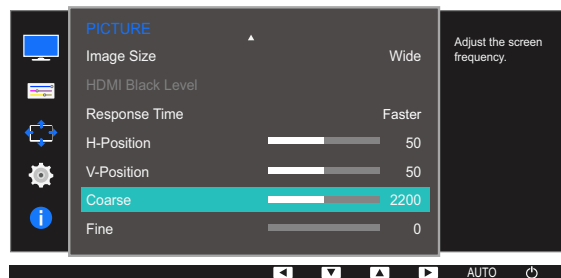 PICTURE
Image Size Wide
HDMI Black Level
Response Time Faster
H-Position 50
V-Position 50
Coarse 2200
Fine 0
Adjust the screen
frequency.
AUTO